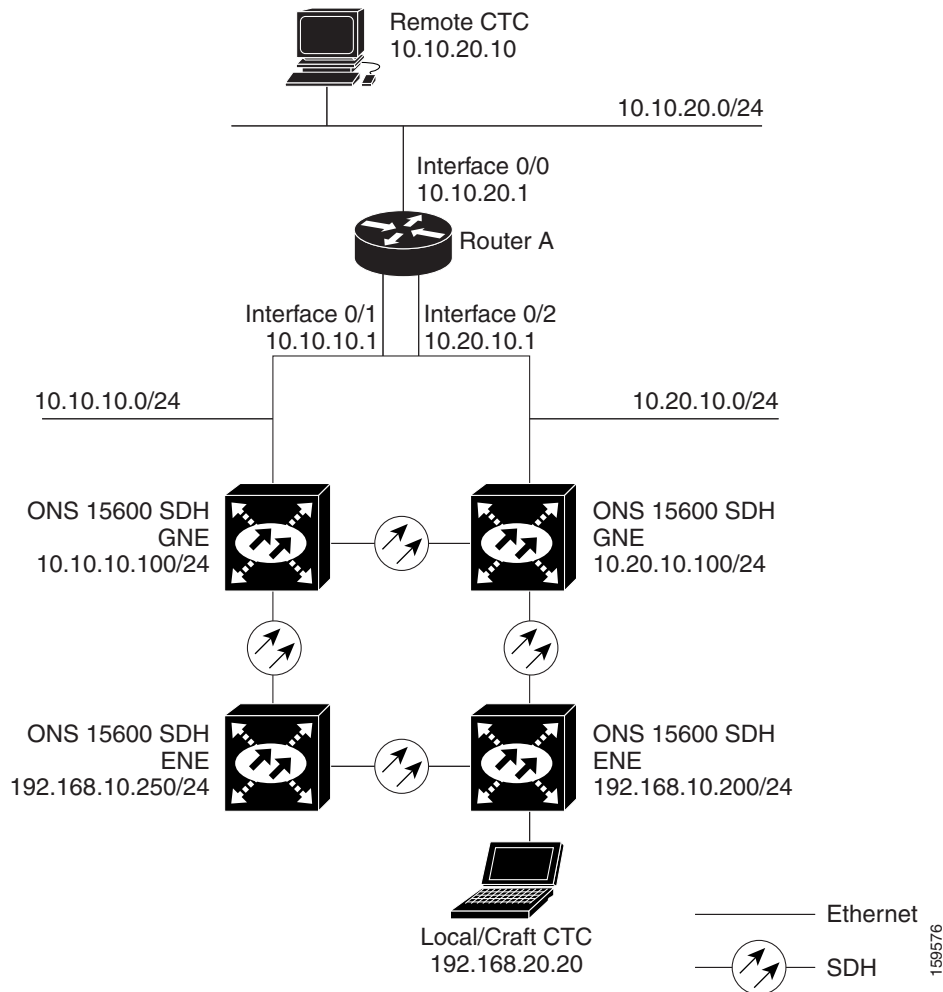 Remote CTC
10.10.20.10
10.10.20.0/24
Interface 0/0
10.10.20.1
Router A
Interface 0/1
10.10.10.1
Interface 0/2
10.20.10.1
10.10.10.0/24
10.20.10.0/24
ONS 15600 SDH
GNE
10.10.10.100/24
ONS 15600 SDH
GNE
10.20.10.100/24
ONS 15600 SDH
ENE
192.168.10.250/24
ONS 15600 SDH
ENE
192.168.10.200/24
Local/Craft CTC
192.168.20.20
Ethernet
SDH
159576